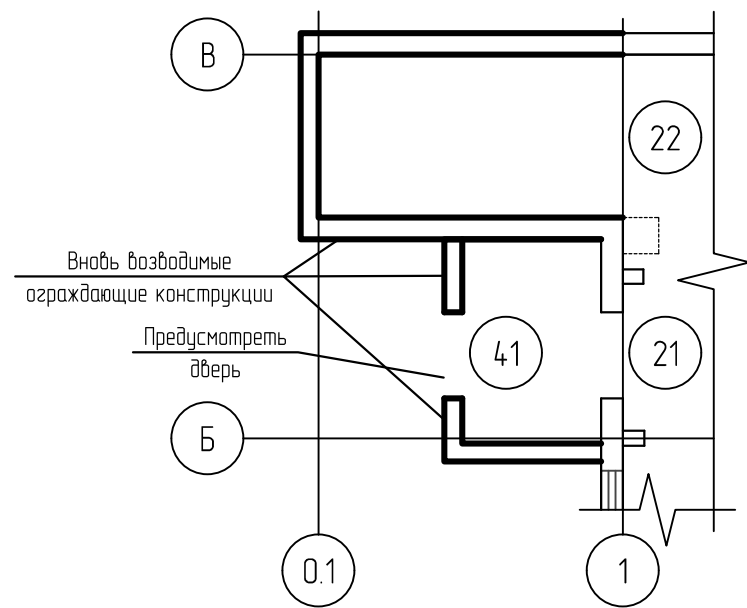 В
22
Вновь возводимые
ограждающие конструкции
Предусмотреть
дверь
41
21
Б
0.1
1